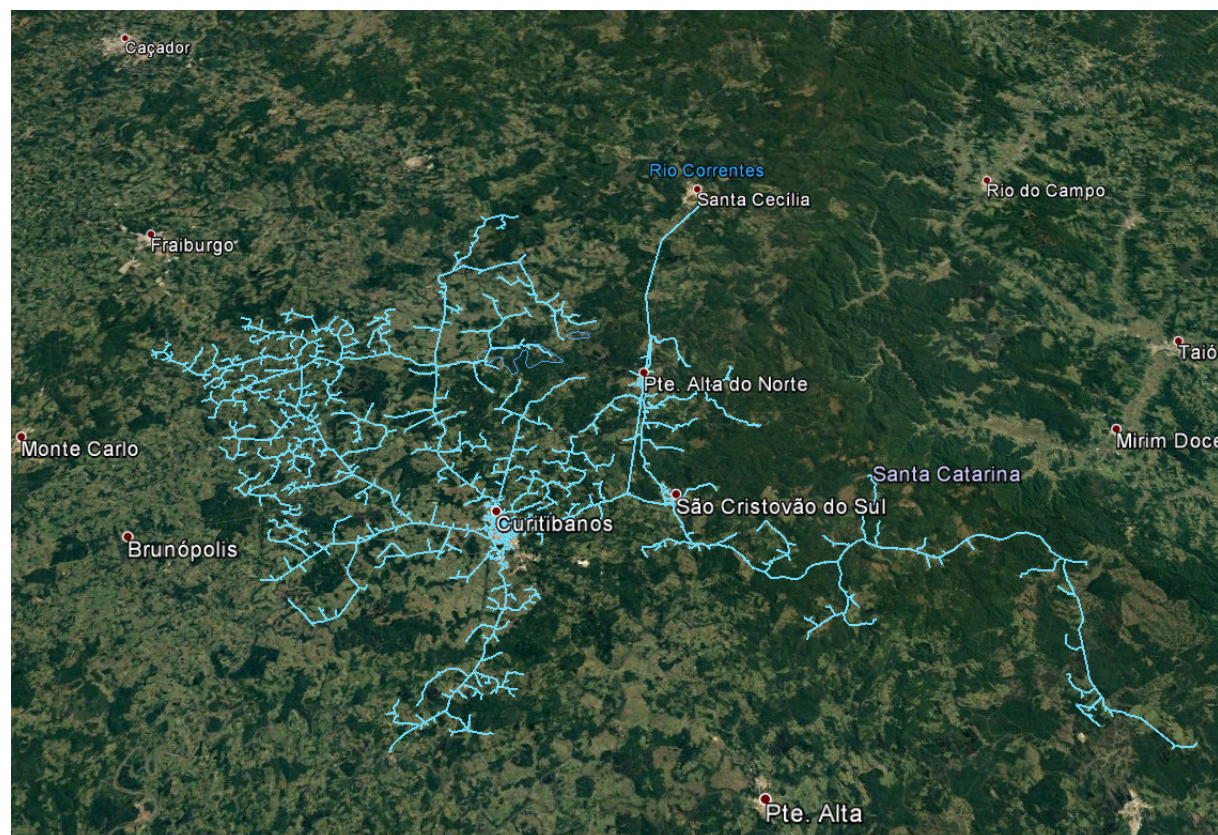 Caçador
Rio Correntes
Santa Cecília
Rio do Campo
Fraiburgo
Taió
Pte. Alta do Norte
Mirim Doce
Monte Carlo
Santa Catarina
São Cristovão do Sul
Curitibanos
Brunópolis
Pte. Alta